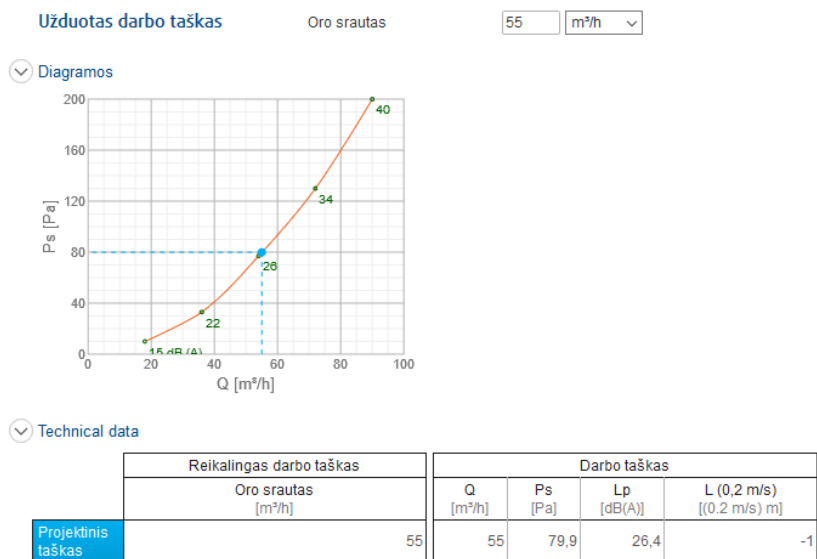 Užduotas darbo taškas Oro srautas 55 m³/h
Diagramos
200
160
120
80
40
0
Ps [Pa]
40
34
26
22
15 dB (A)
0 20 40 60 80 100
Q [m³/h]
Technical data
Reikalingas darbo taškas Darbo taškas
Oro srautas Q Ps Lp L (0,2 m/s)
[m³/h] [m³/h] [Pa] [dB(A)] [(0.2 m/s) m]
Projektinis
taškas 55 55 79,9 26,4 -1